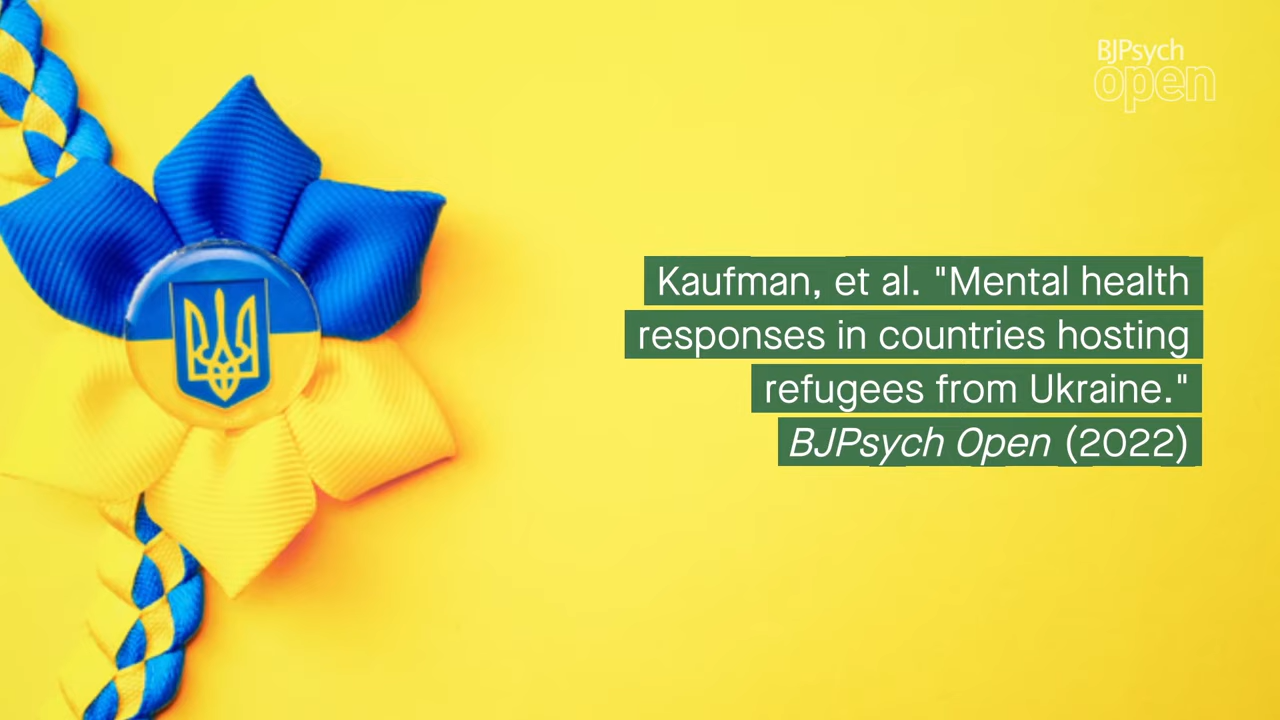 BJPsych
open
Kaufman, et al. "Mental health
responses in countries hosting
refugees from Ukraine."
BJPsych Open (2022)